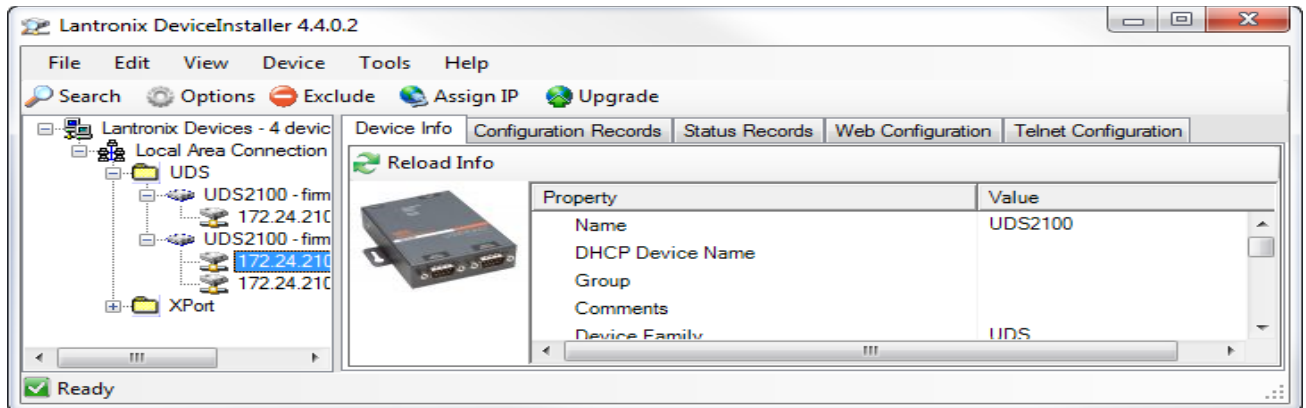 Lantronix DeviceInstaller 4.4.0.2
File Edit View Device Tools Help
Search Options Exclude Assign IP Upgrade
Lantronix Devices - 4 devic
Local Area Connection
UDS
UDS2100 - firm
172.24.210
UDS2100 - firm
172.24.210
172.24.210
XPort
Device Info Configuration Records Status Records Web Configuration Telnet Configuration
Reload Info
Property Value
Name UDS2100
DHCP Device Name
Group
Comments
Device Family UDS
Ready